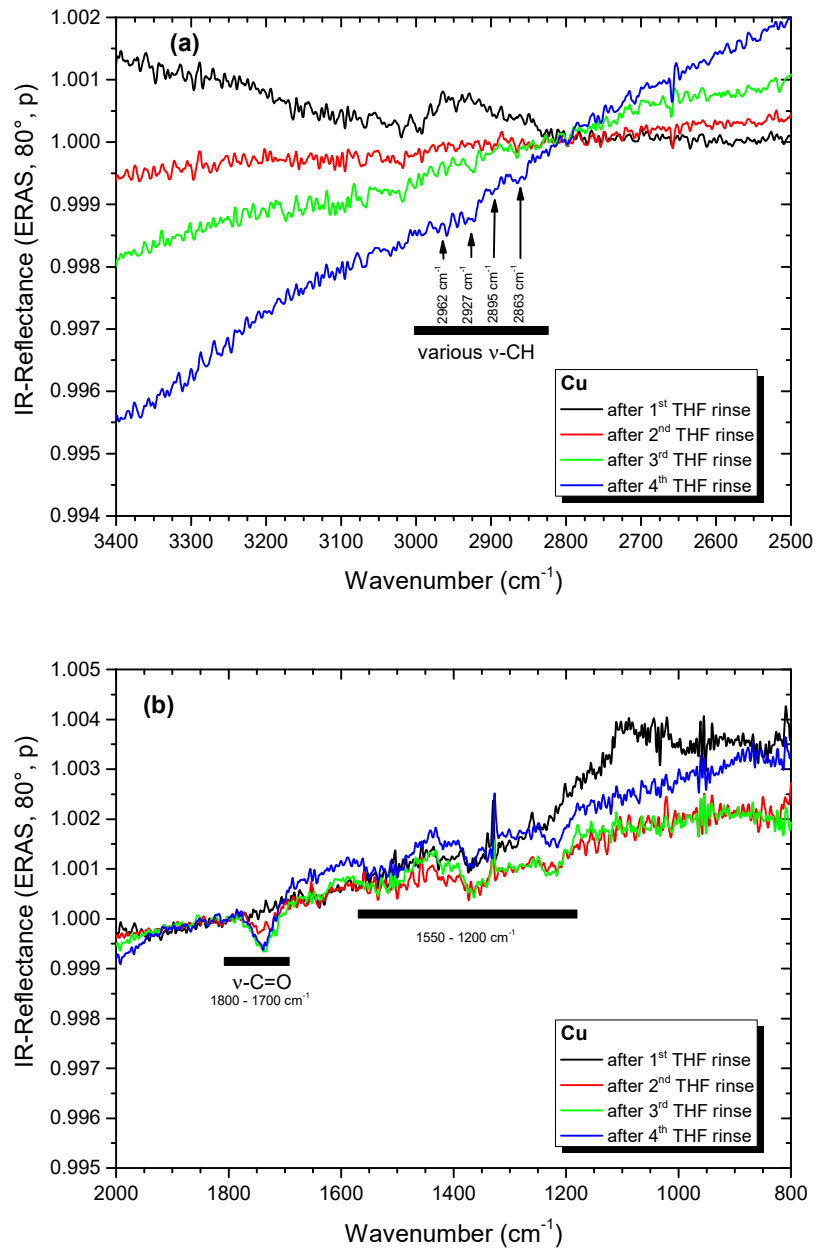 (a)
1.002
1.001
1.000
0.999
0.998
0.997
0.996
0.995
0.994
IR-Reflectance (ERAS, 80°, p)
2962 cm⁻¹
2927 cm⁻¹
2895 cm⁻¹
2863 cm⁻¹
various ν-CH
Cu
after 1ˢᵗ THF rinse
after 2ⁿᵈ THF rinse
after 3ʳᵈ THF rinse
after 4ᵗʰ THF rinse
3400 3300 3200 3100 3000 2900 2800 2700 2600 2500
Wavenumber (cm⁻¹)
(b)
1.005
1.004
1.003
1.002
1.001
1.000
0.999
0.998
0.997
0.996
0.995
IR-Reflectance (ERAS, 80°, p)
ν-C=O
1800 - 1700 cm⁻¹
1550 - 1200 cm⁻¹
Cu
after 1ˢᵗ THF rinse
after 2ⁿᵈ THF rinse
after 3ʳᵈ THF rinse
after 4ᵗʰ THF rinse
2000 1800 1600 1400 1200 1000 800
Wavenumber (cm⁻¹)